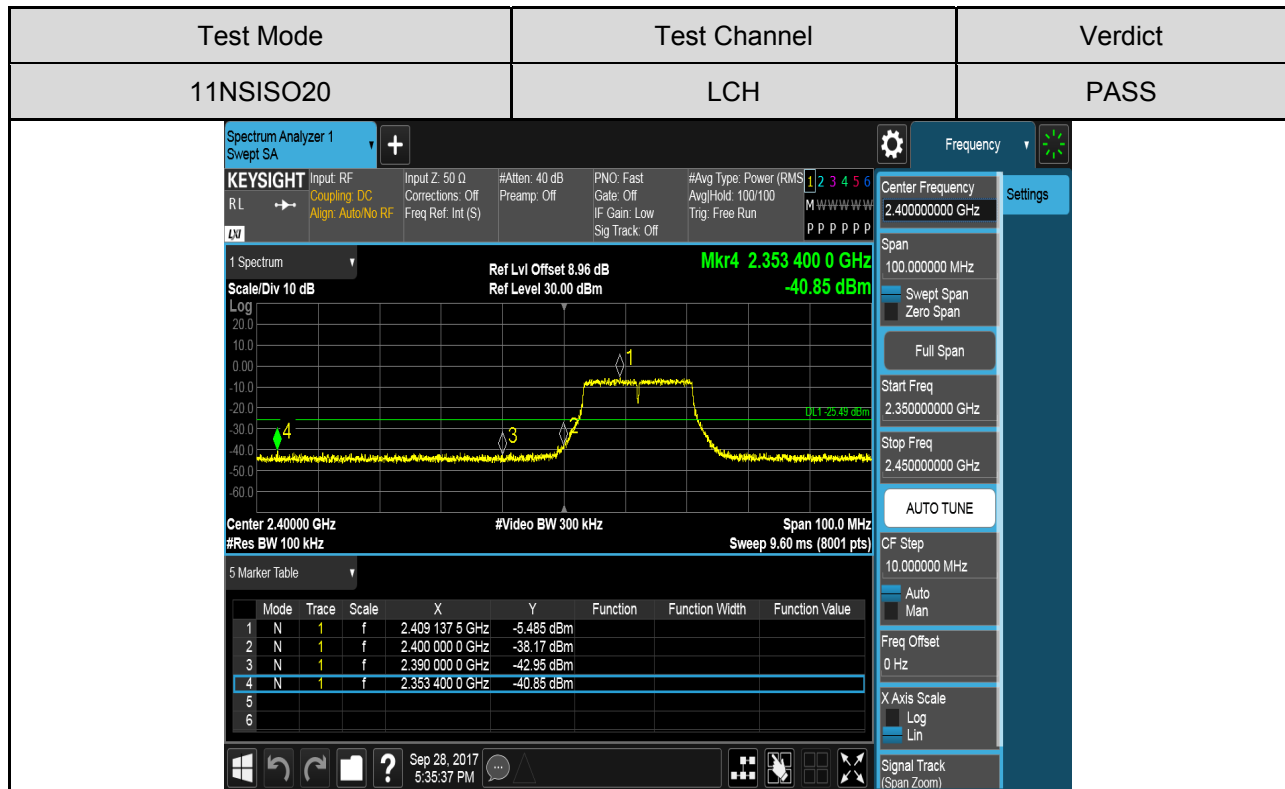 Test Mode Test Channel Verdict
11NSISO20 LCH PASS
Spectrum Analyzer 1
Swept SA
+
Frequency
KEYSIGHT Input: RF Input Z: 50 Ω #Atten: 40 dB PNO: Fast #Avg Type: Power (RMS 1 2 3 4 5 6
RL Coupling: DC Corrections: Off Preamp: Off Gate: Off Avg|Hold: 100/100 M W W W W W
Align: Auto/No RF Freq Ref: Int (S) IF Gain: Low Trig: Free Run
LXI Sig Track: Off P P P P P P
1 Spectrum
Ref Lvl Offset 8.96 dB
Mkr4 2.353 400 0 GHz
Scale/Div 10 dB Ref Level 30.00 dBm -40.85 dBm
Log
20.0
10.0
0.00
-10.0
-20.0
-30.0
-40.0
-50.0
-60.0
1
2
3
4
DL1 -25.49 dBm
Center 2.40000 GHz #Video BW 300 kHz Span 100.0 MHz
#Res BW 100 kHz Sweep 9.60 ms (8001 pts)
5 Marker Table
Mode Trace Scale X Y Function Function Width Function Value
1 N 1 f 2.409 137 5 GHz -5.485 dBm
2 N 1 f 2.400 000 0 GHz -38.17 dBm
3 N 1 f 2.390 000 0 GHz -42.95 dBm
4 N 1 f 2.353 400 0 GHz -40.85 dBm
5
6
?
Sep 28, 2017
5:35:37 PM
Center Frequency
2.400000000 GHz
Settings
Span
100.000000 MHz
Swept Span
Zero Span
Full Span
Start Freq
2.350000000 GHz
Stop Freq
2.450000000 GHz
AUTO TUNE
CF Step
10.000000 MHz
Auto
Man
Freq Offset
0 Hz
X Axis Scale
Log
Lin
Signal Track
(Span Zoom)